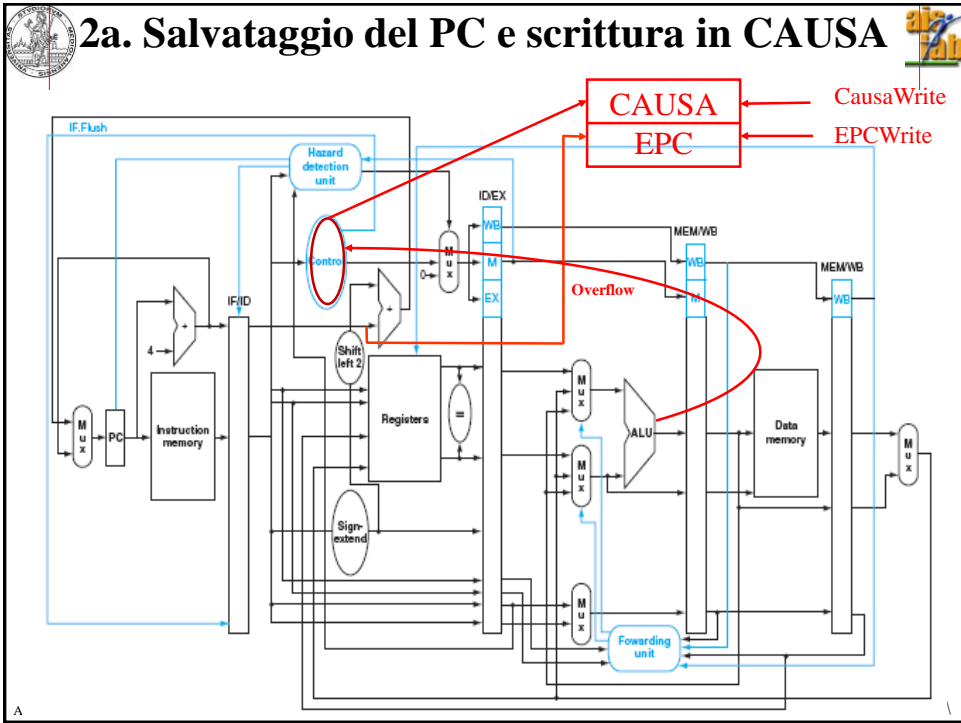 2a. Salvataggio del PC e scrittura in CAUSA
CAUSA
EPC
CausaWrite
EPCWrite
IF.Flush
Hazard
detection
unit
ID/EX
WB
M
EX
Control
0
M
u
x
MEM/WB
WB
M
MEM/WB
WB
Overflow
IF/ID
+
4
+
Shift
left 2
M
u
x
PC
Instruction
memory
Registers
=
M
u
x
M
u
x
ALU
Data
memory
M
u
x
Sign-
extend
M
u
x
Fowarding
unit
A
\